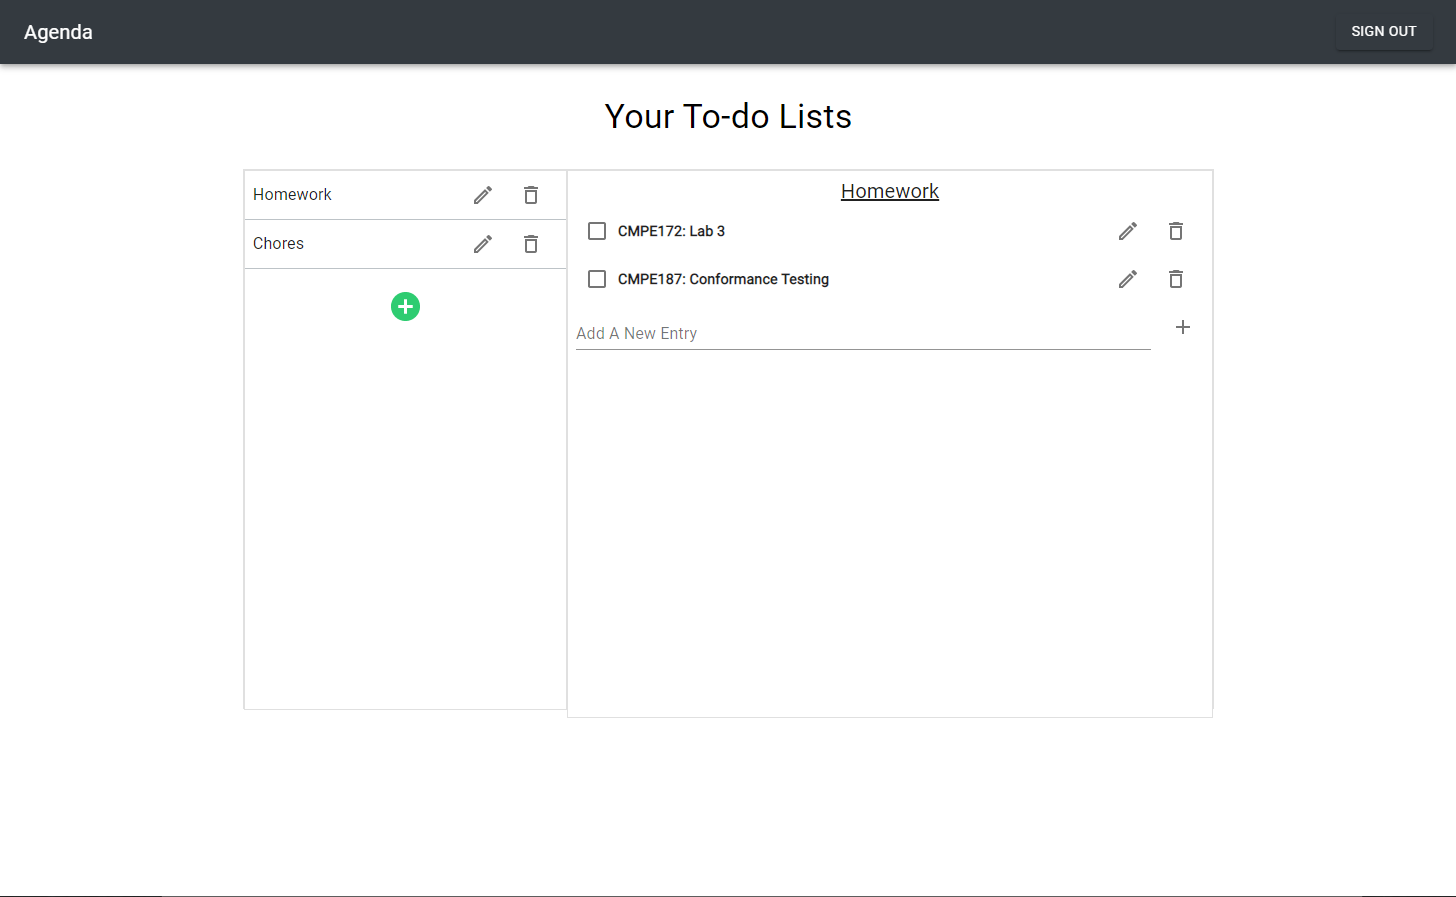 Agenda
SIGN OUT
Your To-do Lists
Homework
Chores
Homework
CMPE172: Lab 3
CMPE187: Conformance Testing
Add A New Entry